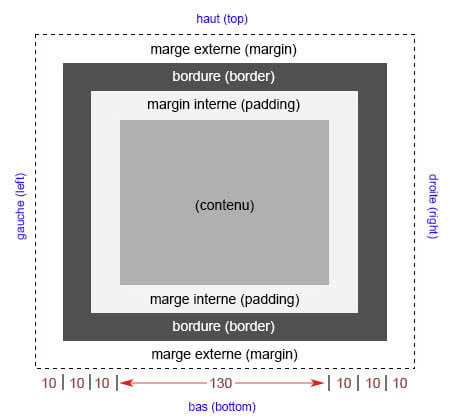 haut (top)
marge externe (margin)
bordure (border)
margin interne (padding)
gauche (left)
(contenu)
droite (right)
marge interne (padding)
bordure (border)
marge externe (margin)
10 | 10 | 10 | 130 | 10 | 10 | 10
bas (bottom)